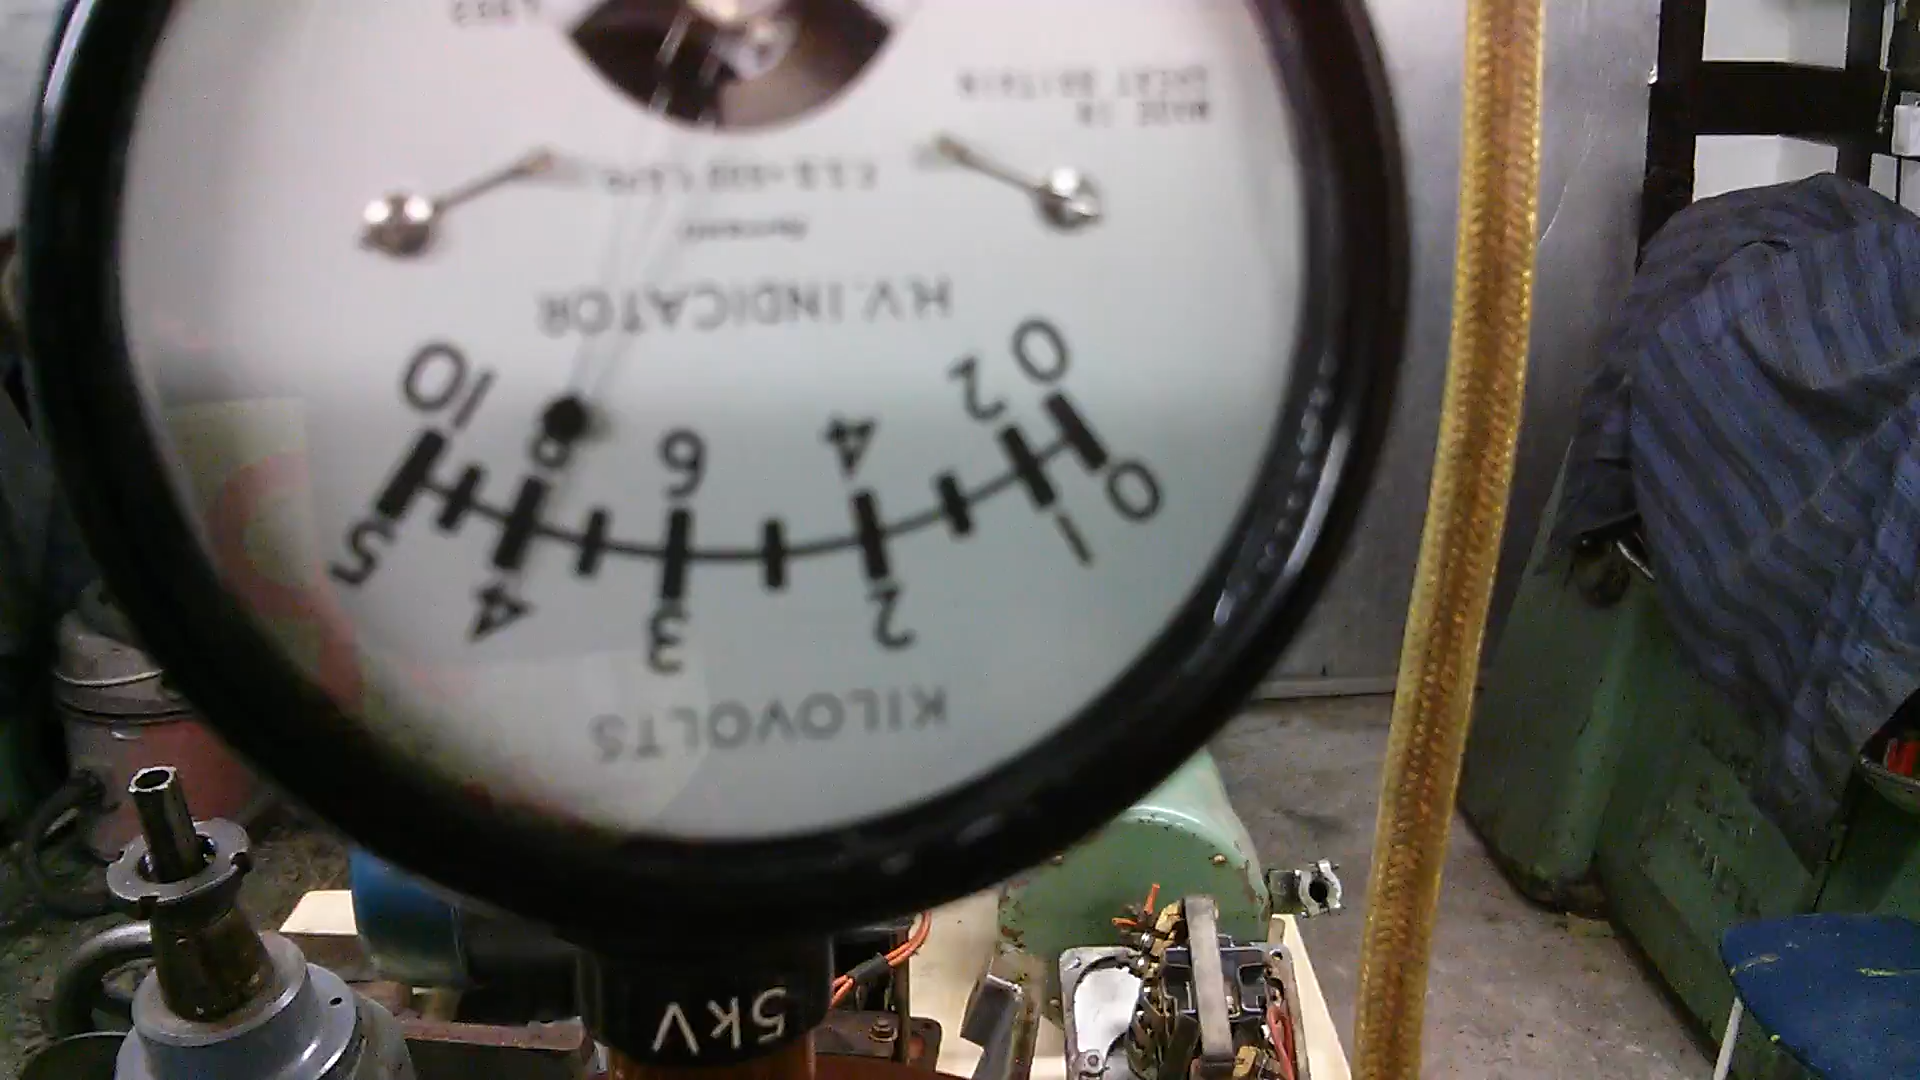 5kV
KILOVOLTS
0 1 2 3 4 5
0 2 4 6 8 10
H.V. INDICATOR
MADE IN
GREAT BRITAIN